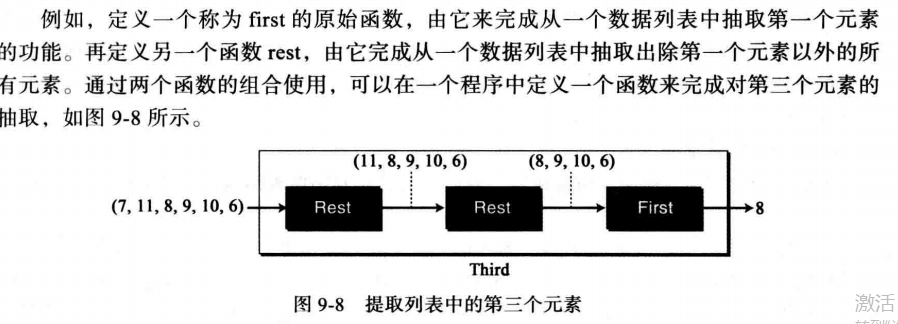 例如，定义一个称为 first 的原始函数，由它来完成从一个数据列表中抽取第一个元素
的功能。再定义另一个函数 rest，由它完成从一个数据列表中抽取出除第一个元素以外的所
有元素。通过两个函数的组合使用，可以在一个程序中定义一个函数来完成对第三个元素的
抽取，如图 9-8 所示。
(11, 8, 9, 10, 6) (8, 9, 10, 6)
(7, 11, 8, 9, 10, 6) Rest Rest First 8
Third
图 9-8 提取列表中的第三个元素
激活